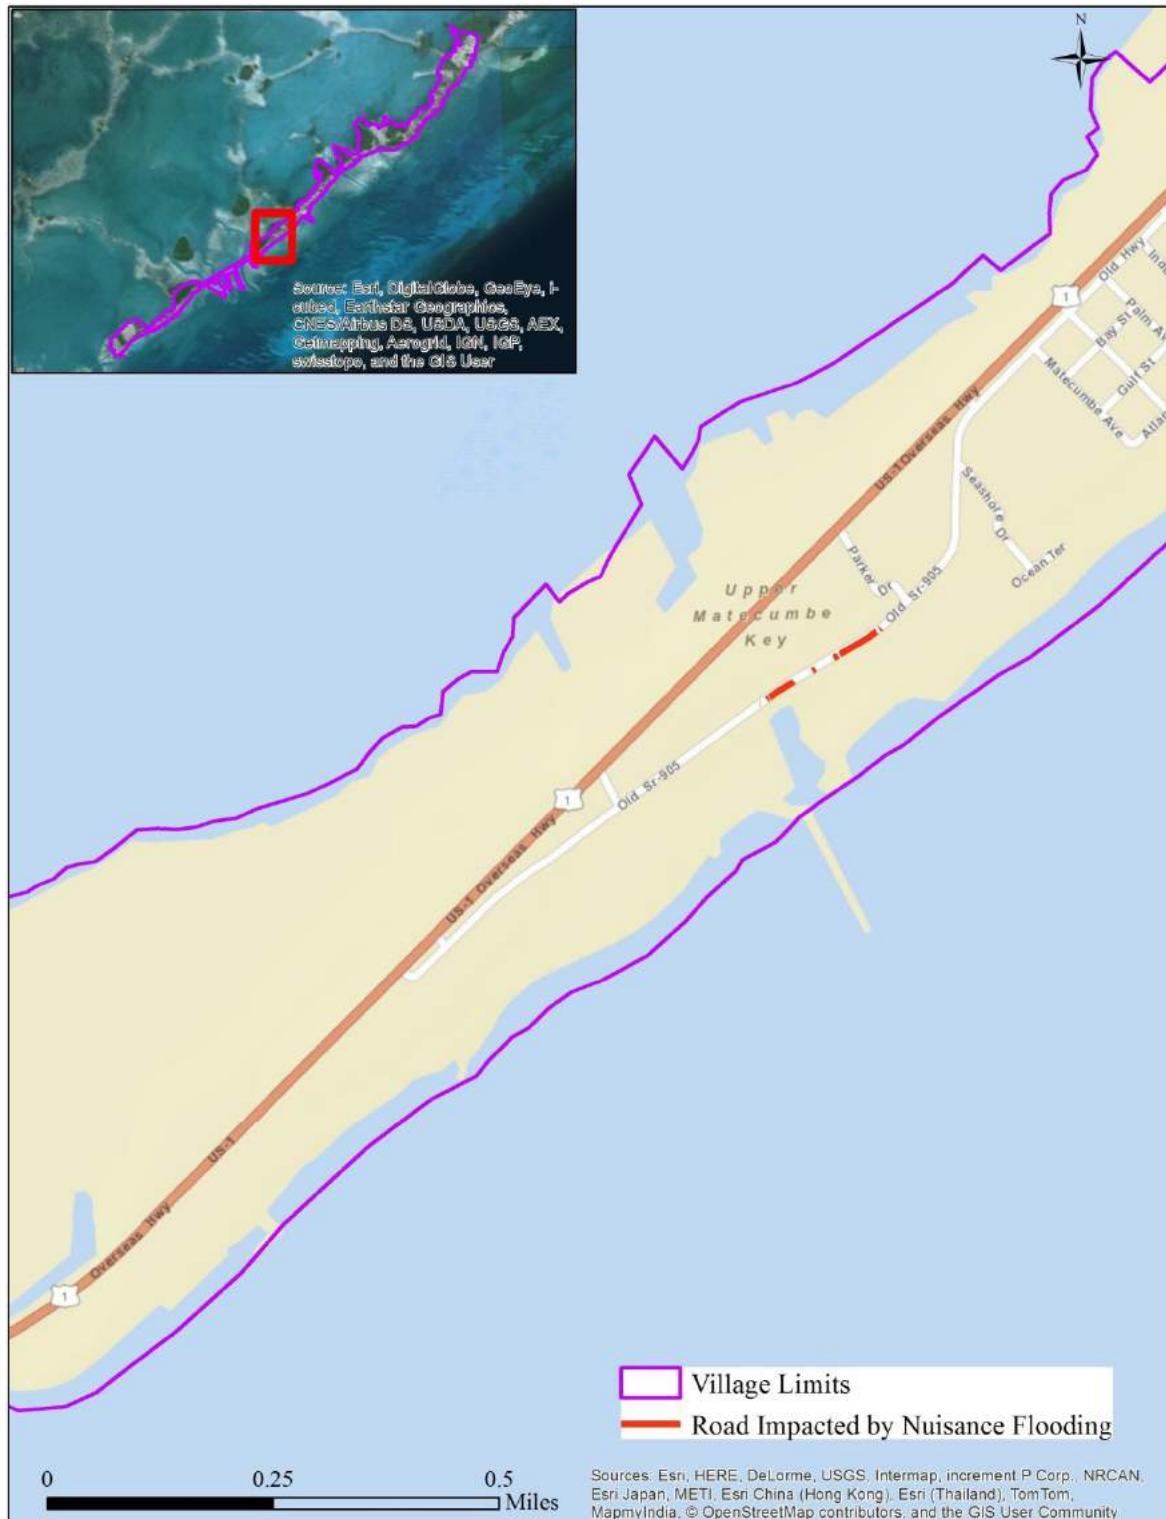 N
Source: Esri, DigitalGlobe, GeoEye, i-
cubed, Earthstar Geographics,
CNES/Airbus DS, USDA, USGS, AEX,
Getmapping, Aerogrid, IGN, IGP,
swisstopo, and the GIS User
Old Hwy
1
Palm
Bay St
Gulf St
Matecumbe Ave
US-1 Overseas Hwy
Seashore Dr
Ocean Ter
Parker Dr
Old Sr-905
Upper
Matecumbe
Key
Old Sr-905
1
US-1 Overseas Hwy
US-1
Overseas Hwy
1
Village Limits
Road Impacted by Nuisance Flooding
0 0.25 0.5
Miles
Sources: Esri, HERE, DeLorme, USGS, Intermap, increment P Corp., NRCAN,
Esri Japan, METI, Esri China (Hong Kong), Esri (Thailand), TomTom,
MapmyIndia, © OpenStreetMap contributors, and the GIS User Community